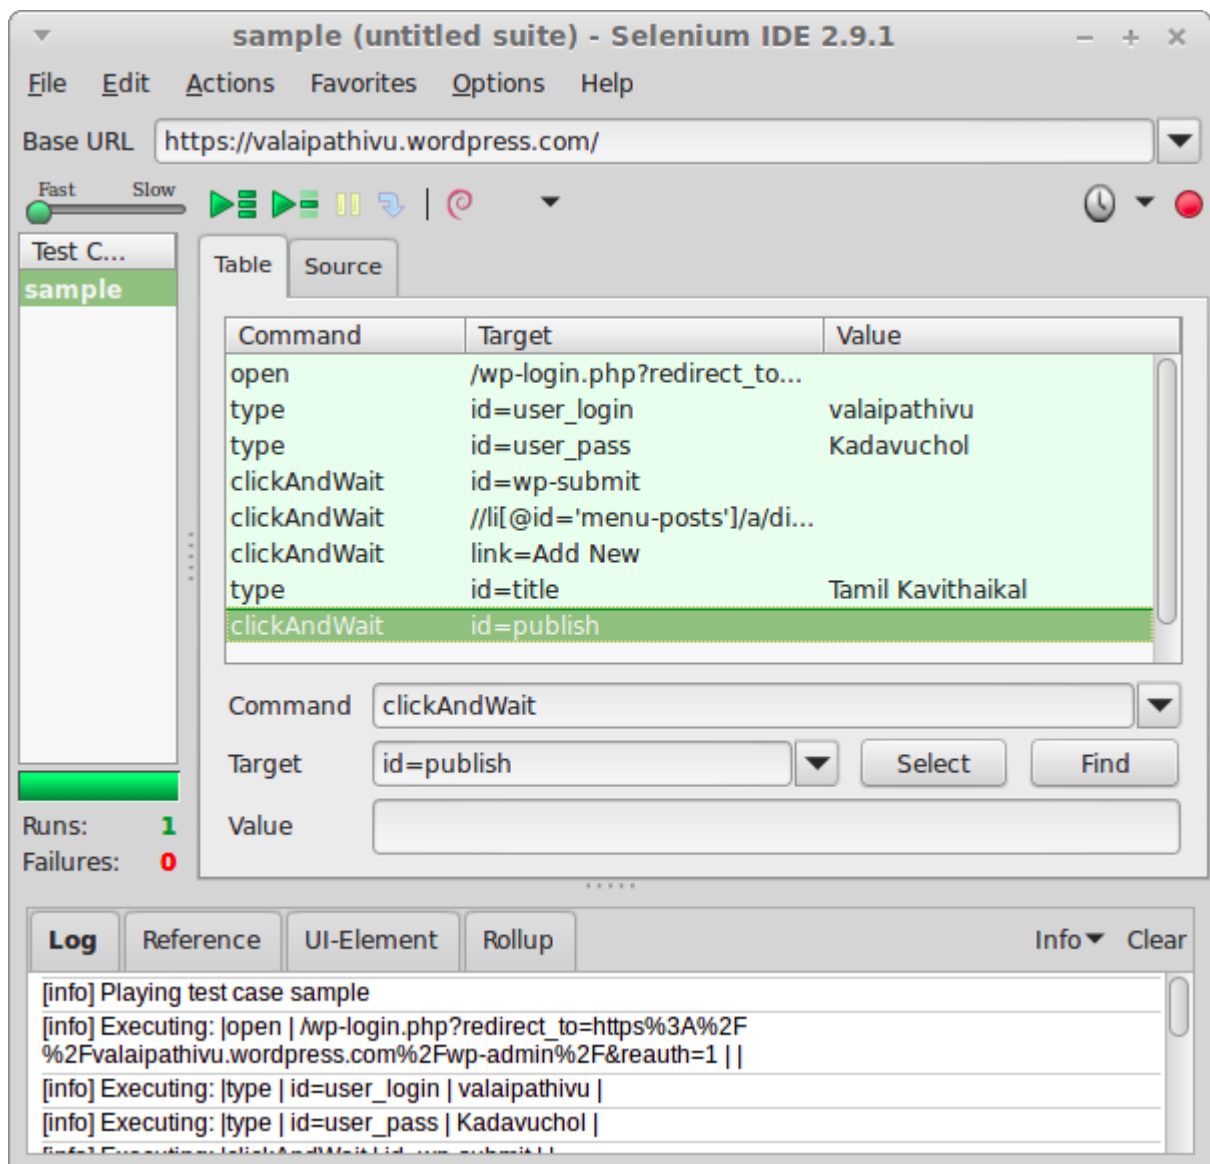 sample (untitled suite) - Selenium IDE 2.9.1
File Edit Actions Favorites Options Help
Base URL https://valaipathivu.wordpress.com/
Fast Slow
Test C...
sample
Table Source
Command Target Value
open /wp-login.php?redirect_to...
type id=user_login valaipathivu
type id=user_pass Kadavuchol
clickAndWait id=wp-submit
clickAndWait //li[@id='menu-posts']/a/di...
clickAndWait link=Add New
type id=title Tamil Kavithaikal
clickAndWait id=publish
Command clickAndWait
Target id=publish Select Find
Value
Runs: 1
Failures: 0
Log Reference UI-Element Rollup Info Clear
[info] Playing test case sample
[info] Executing: |open | /wp-login.php?redirect_to=https%3A%2F
%2Fvalaipathivu.wordpress.com%2Fwp-admin%2F&reauth=1 | |
[info] Executing: |type | id=user_login | valaipathivu |
[info] Executing: |type | id=user_pass | Kadavuchol |
[info] Executing: |clickAndWait | id=wp-submit | |